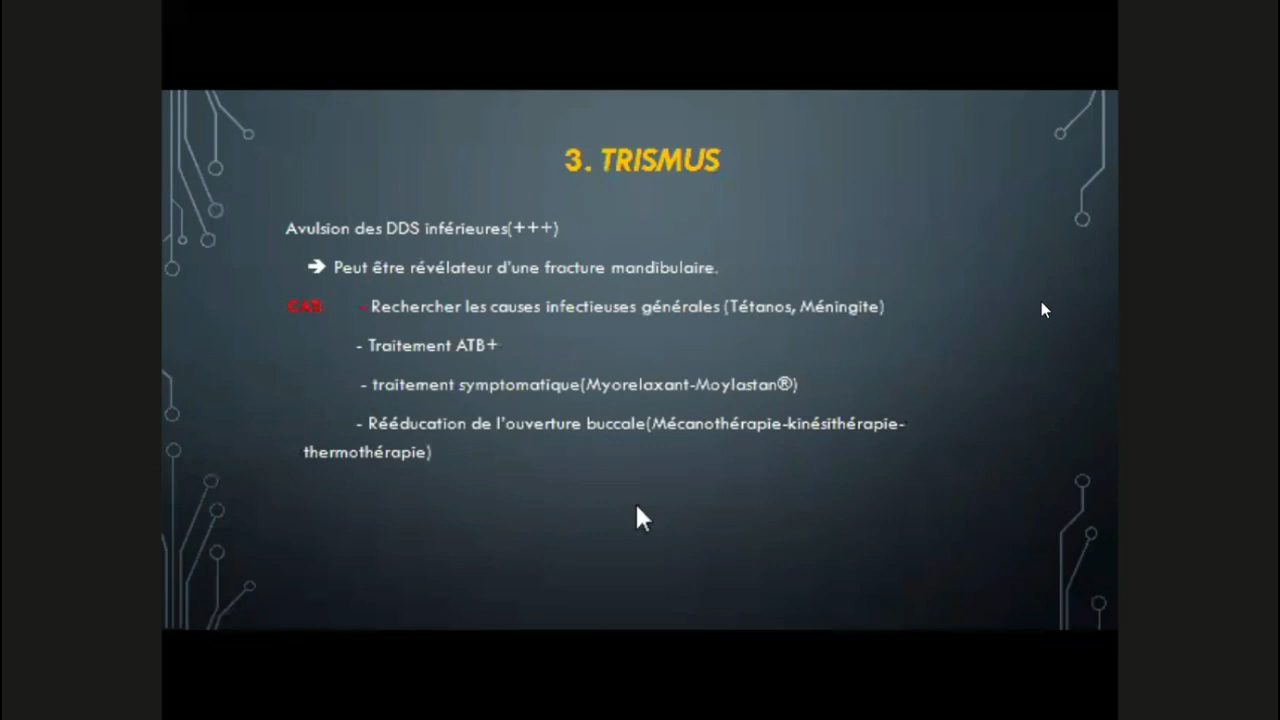 3. TRISMUS
Avulsion des DDS inférieures(+++)
➔ Peut être révélateur d'une fracture mandibulaire.
CAT: - Rechercher les causes infectieuses générales (Tétanos, Méningite)
- Traitement ATB+
- traitement symptomatique(Myorelaxant-Moylastan®)
- Rééducation de l'ouverture buccale(Mécanothérapie-kinésithérapie-
thermothérapie)